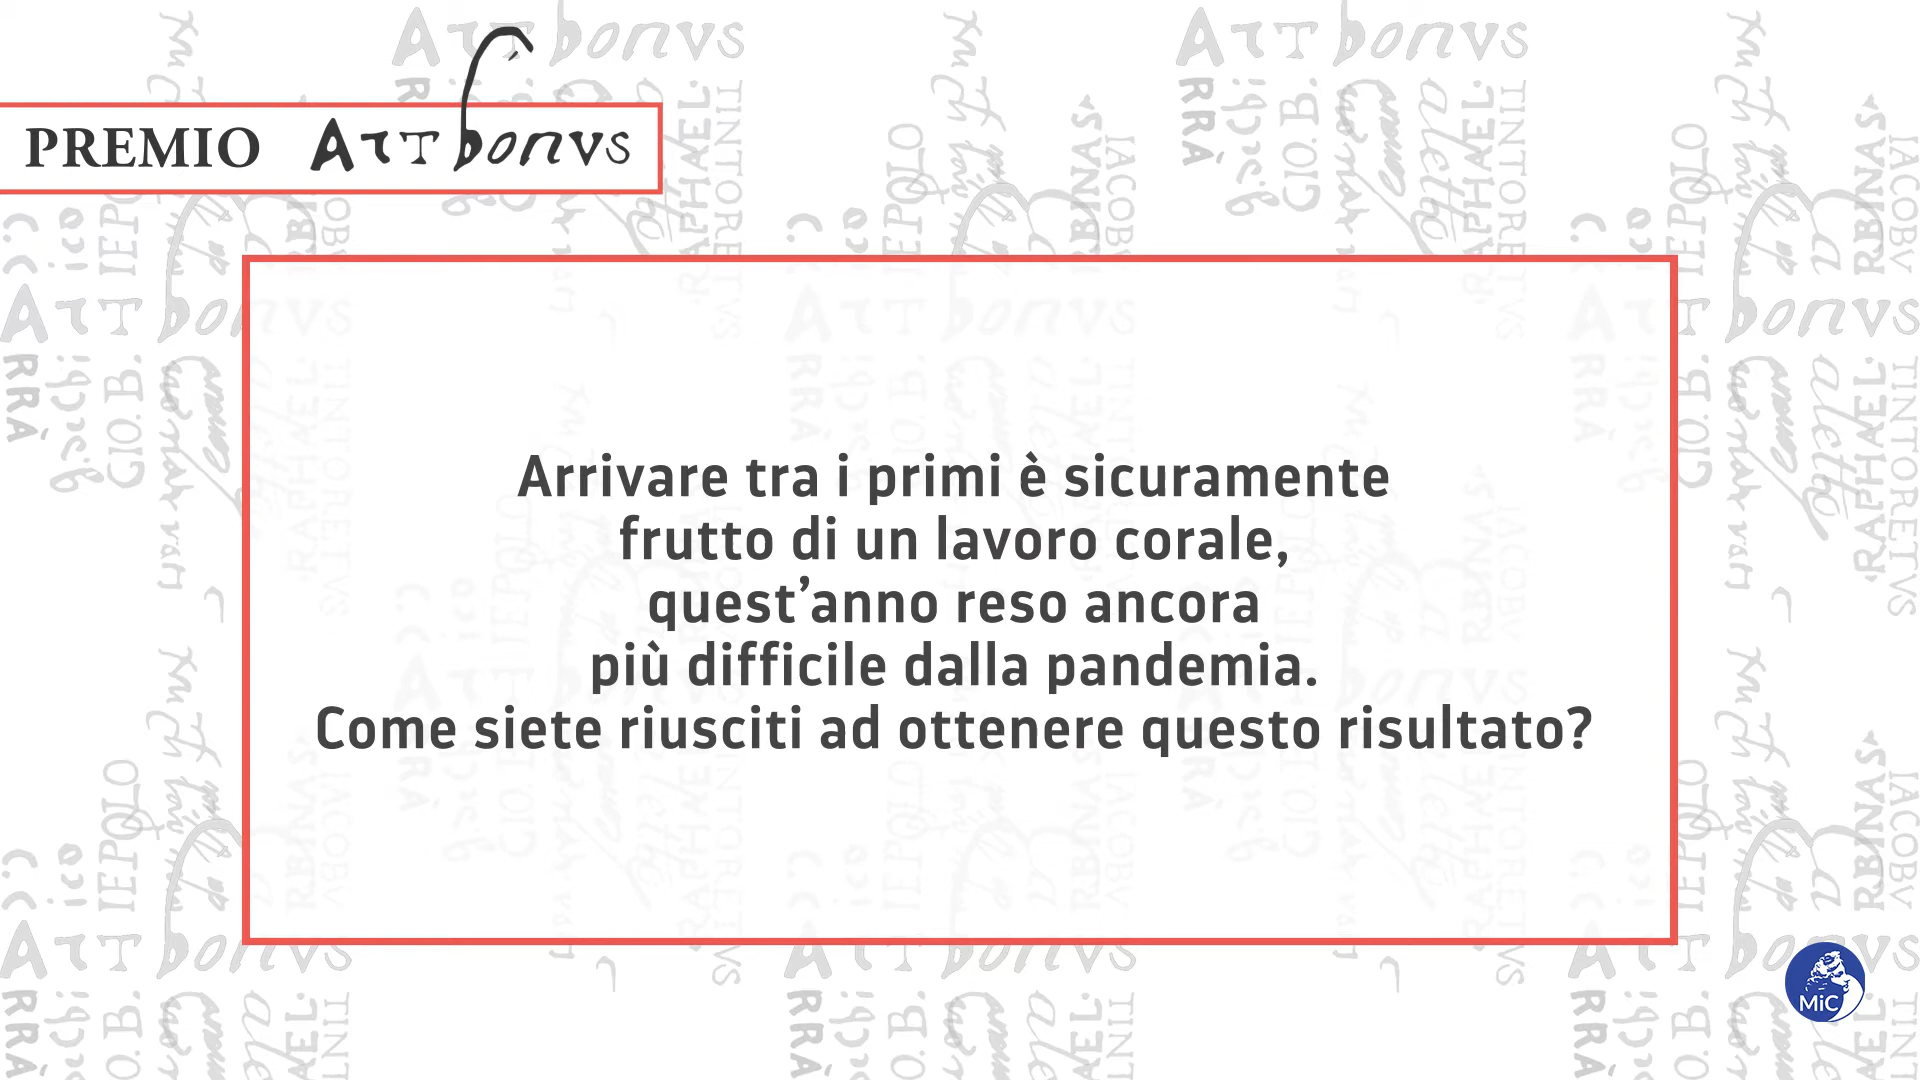 PREMIO Art bonus
Arrivare tra i primi è sicuramente
frutto di un lavoro corale,
quest’anno reso ancora
più difficile dalla pandemia.
Come siete riusciti ad ottenere questo risultato?
MiC